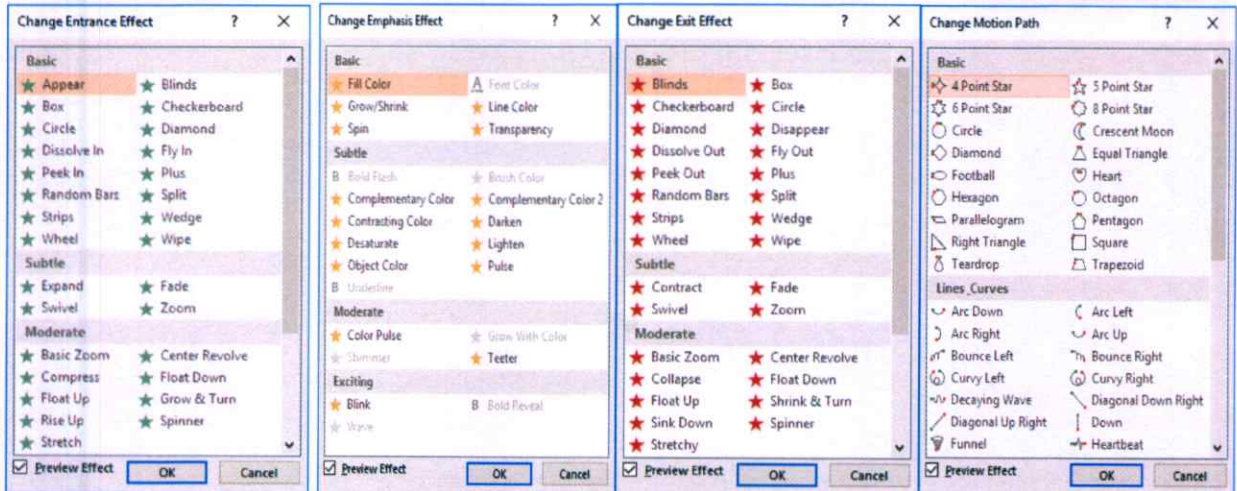 Change Entrance Effect ? ×
Basic
Appear Blinds
Box Checkerboard
Circle Diamond
Dissolve In Fly In
Peek In Plus
Random Bars Split
Strips Wedge
Wheel Wipe
Subtle
Expand Fade
Swivel Zoom
Moderate
Basic Zoom Center Revolve
Compress Float Down
Float Up Grow & Turn
Rise Up Spinner
Stretch
Preview Effect OK Cancel
Change Emphasis Effect ? ×
Basic
Fill Color Font Color
Grow/Shrink Line Color
Spin Transparency
Subtle
B Bold Flash Brush Color
Complementary Color Complementary Color 2
Contrasting Color Darken
Desaturate Lighten
Object Color Pulse
B Underline
Moderate
Color Pulse Grow With Color
Shimmer Teeter
Exciting
Blink B Bold Reveal
Wave
Preview Effect OK Cancel
Change Exit Effect ? ×
Basic
Blinds Box
Checkerboard Circle
Diamond Disappear
Dissolve Out Fly Out
Peek Out Plus
Random Bars Split
Strips Wedge
Wheel Wipe
Subtle
Contract Fade
Swivel Zoom
Moderate
Basic Zoom Center Revolve
Collapse Float Down
Float Up Shrink & Turn
Sink Down Spinner
Stretchy
Preview Effect OK Cancel
Change Motion Path ? ×
Basic
4 Point Star 5 Point Star
6 Point Star 8 Point Star
Circle Crescent Moon
Diamond Equal Triangle
Football Heart
Hexagon Octagon
Parallelogram Pentagon
Right Triangle Square
Teardrop Trapezoid
Lines_Curves
Arc Down Arc Left
Arc Right Arc Up
Bounce Left Bounce Right
Curvy Left Curvy Right
Decaying Wave Diagonal Down Right
Diagonal Up Right Down
Funnel Heartbeat
Preview Effect OK Cancel